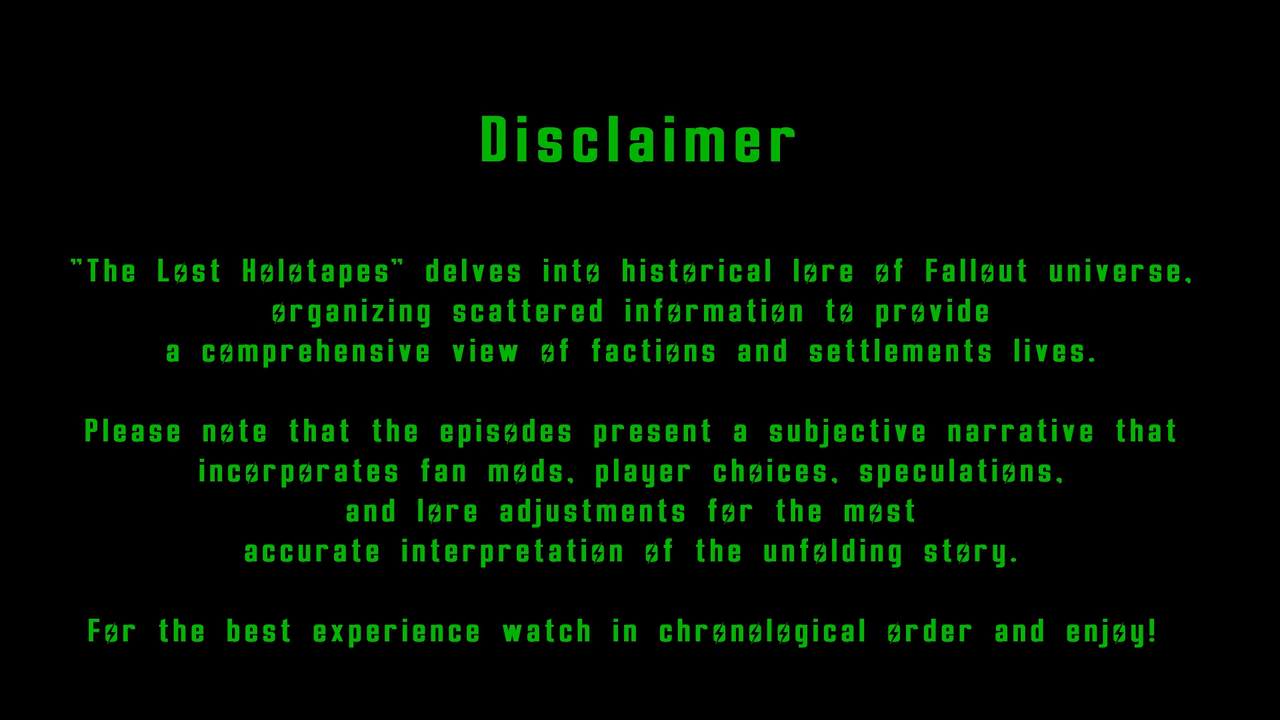 Disclaimer
"The Lost Holotapes" delves into historical lore of Fallout universe,
organizing scattered information to provide
a comprehensive view of factions and settlements lives.
Please note that the episodes present a subjective narrative that
incorporates fan mods, player choices, speculations,
and lore adjustments for the most
accurate interpretation of the unfolding story.
For the best experience watch in chronological order and enjoy!